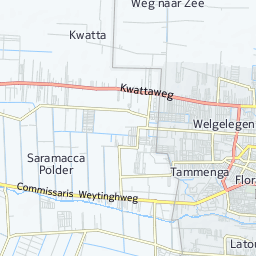 Weg naar Zee
Kwatta
Kwattaweg
Welgelegen
Saramacca
Polder
Tammenga
Flor
Commissaris Weytinghweg
Latou